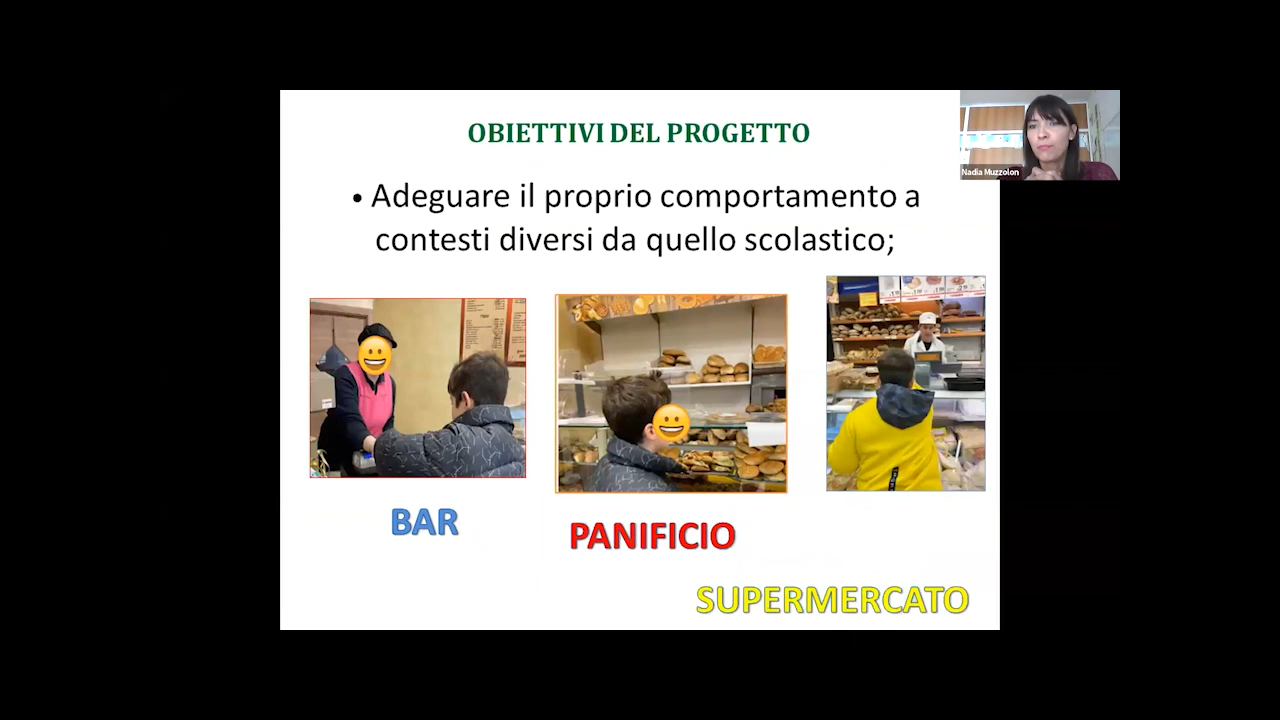 OBIETTIVI DEL PROGETTO
Nadia Muzzolon
• Adeguare il proprio comportamento a
contesti diversi da quello scolastico;
BAR
PANIFICIO
SUPERMERCATO